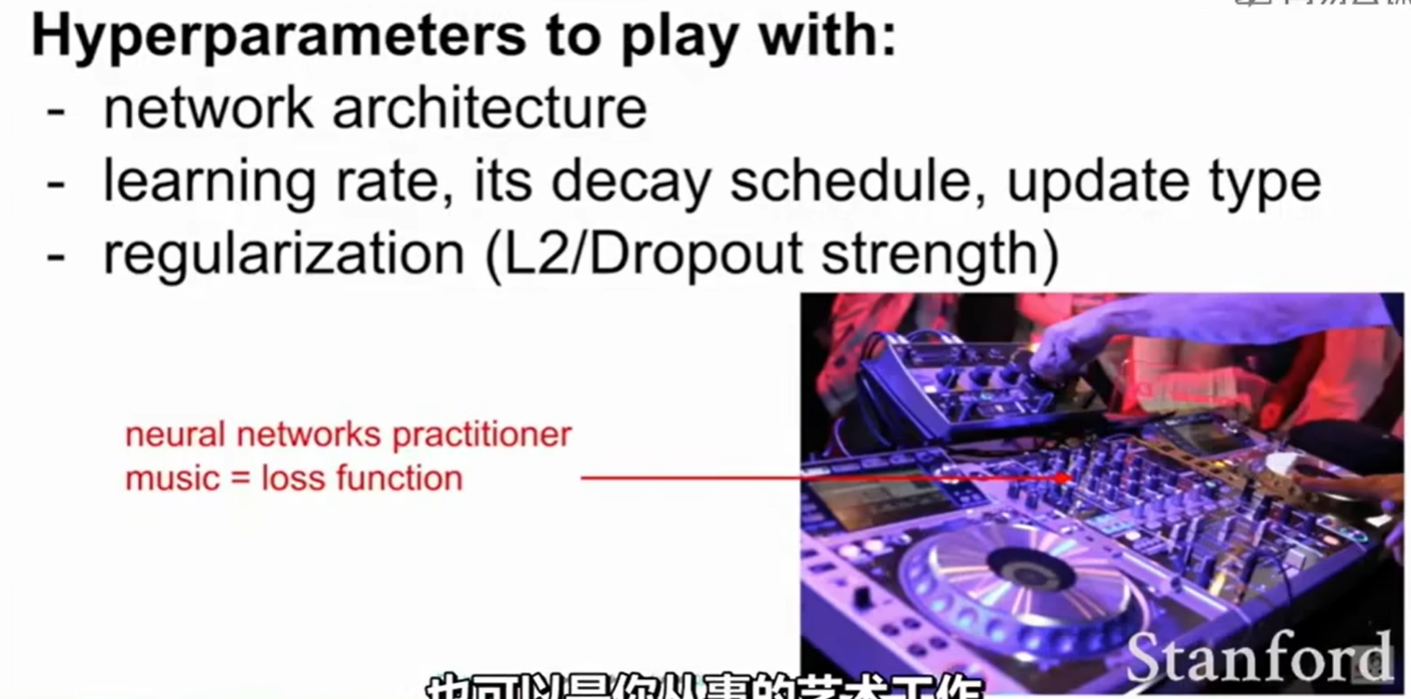 Hyperparameters to play with:
- network architecture
- learning rate, its decay schedule, update type
- regularization (L2/Dropout strength)
neural networks practitioner
music = loss function
Stanford
也可以是你从事的艺术工作